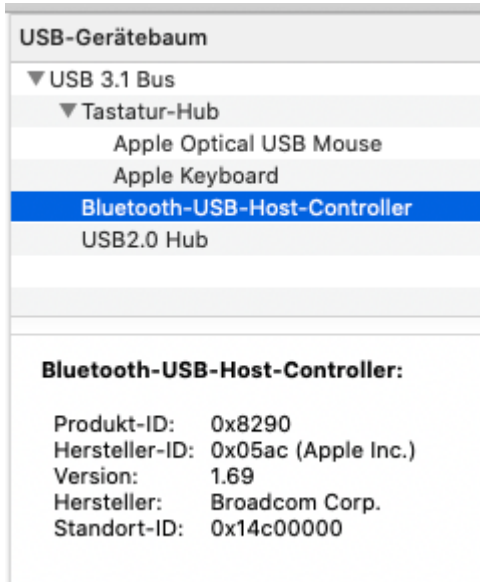 USB-Gerätebaum
USB 3.1 Bus
Tastatur-Hub
Apple Optical USB Mouse
Apple Keyboard
Bluetooth-USB-Host-Controller
USB2.0 Hub
Bluetooth-USB-Host-Controller:
Produkt-ID: 0x8290
Hersteller-ID: 0x05ac (Apple Inc.)
Version: 1.69
Hersteller: Broadcom Corp.
Standort-ID: 0x14c00000